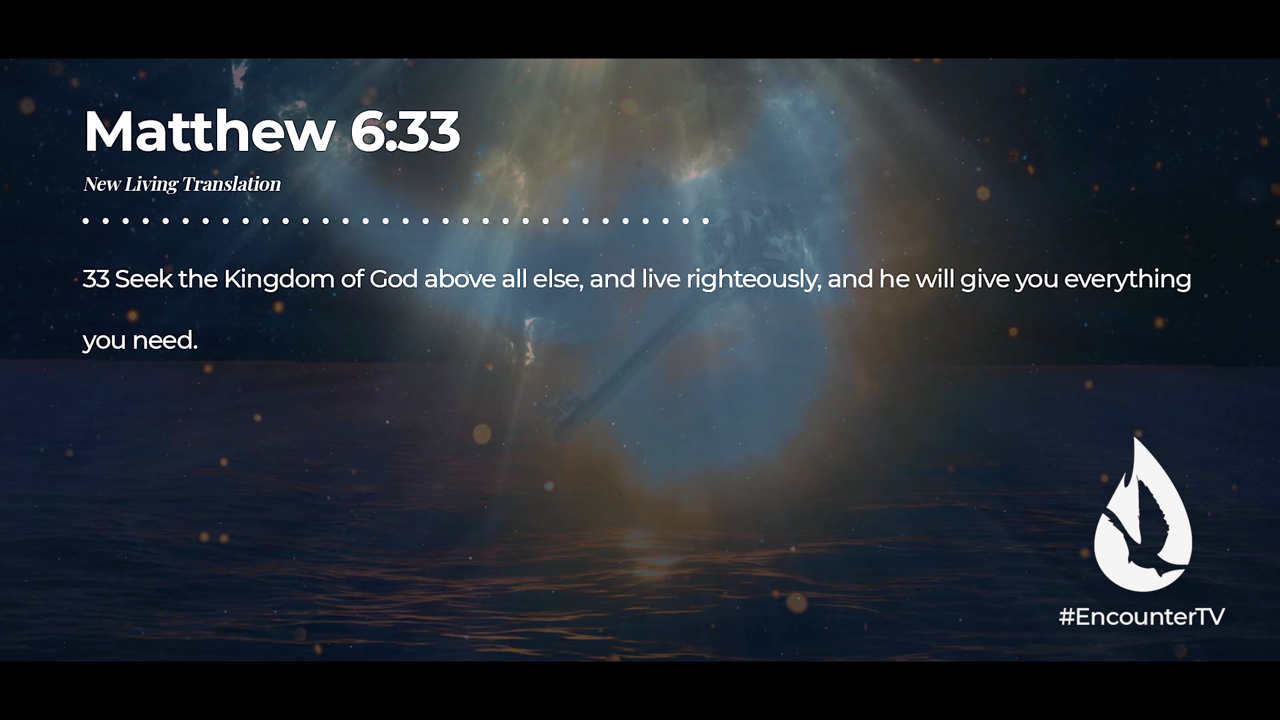 Matthew 6:33
New Living Translation
33 Seek the Kingdom of God above all else, and live righteously, and he will give you everything
you need.
#EncounterTV